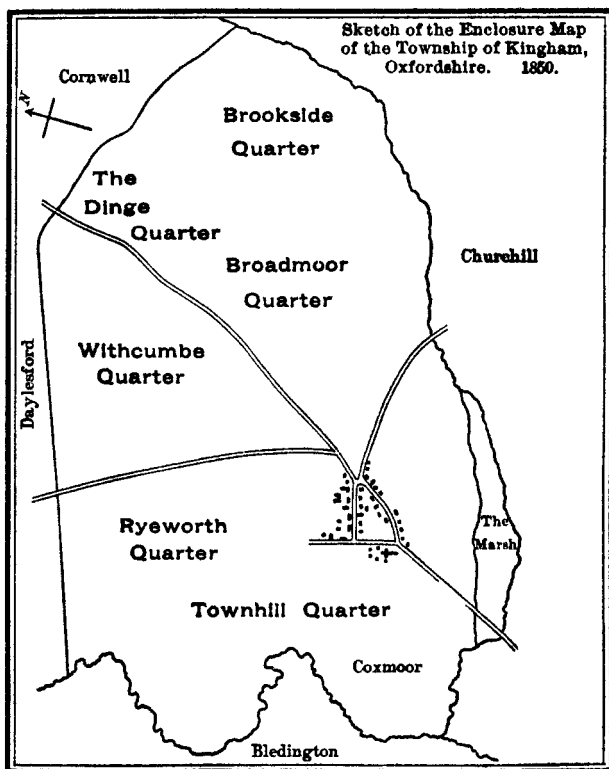 Sketch of the Enclosure Map
of the Township of Kingham,
Oxfordshire. 1850.
Cornwell
N
Brookside
Quarter
The
Dinge
Quarter
Broadmoor
Quarter
Churchill
Withcumbe
Quarter
Daylesford
Ryeworth
Quarter
The
Marsh
Townhill Quarter
Coxmoor
Bledington